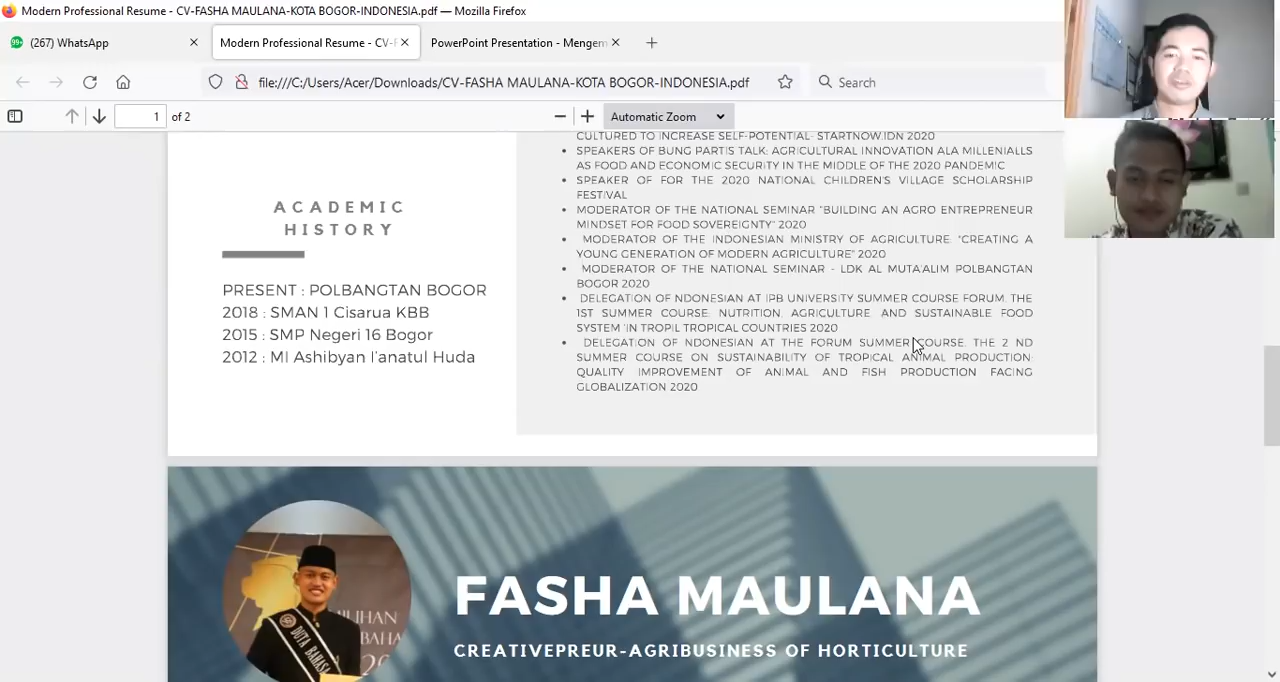 Modern Professional Resume - CV-FASHA MAULANA-KOTA BOGOR-INDONESIA.pdf — Mozilla Firefox
99+ (267) WhatsApp
Modern Professional Resume - CV-F
PowerPoint Presentation - Mengem
file:///C:/Users/Acer/Downloads/CV-FASHA MAULANA-KOTA BOGOR-INDONESIA.pdf
Search
1 of 2
Automatic Zoom
ACADEMIC
HISTORY
PRESENT : POLBANGTAN BOGOR
2018 : SMAN 1 Cisarua KBB
2015 : SMP Negeri 16 Bogor
2012 : MI Ashibyan I'anatul Huda
CULTURED TO INCREASE SELF-POTENTIAL- STARTNOW.IDN 2020
• SPEAKERS OF BUNG PARTIS TALK: AGRICULTURAL INNOVATION ALA MILLENIALLS
AS FOOD AND ECONOMIC SECURITY IN THE MIDDLE OF THE 2020 PANDEMIC
• SPEAKER OF FOR THE 2020 NATIONAL CHILDREN'S VILLAGE SCHOLARSHIP
FESTIVAL
• MODERATOR OF THE NATIONAL SEMINAR "BUILDING AN AGRO ENTREPRENEUR
MINDSET FOR FOOD SOVEREIGNTY" 2020
• MODERATOR OF THE INDONESIAN MINISTRY OF AGRICULTURE. "CREATING A
YOUNG GENERATION OF MODERN AGRICULTURE" 2020
• MODERATOR OF THE NATIONAL SEMINAR - LDK AL MUTA'ALIM POLBANGTAN
BOGOR 2020
• DELEGATION OF NDONESIAN AT IPB UNIVERSITY SUMMER COURSE FORUM. THE
1ST SUMMER COURSE. NUTRITION, AGRICULTURE AND SUSTAINABLE FOOD
SYSTEM 'IN TROPIL TROPICAL COUNTRIES 2020
• DELEGATION OF NDONESIAN AT THE FORUM SUMMER COURSE. THE 2 ND
SUMMER COURSE ON SUSTAINABILITY OF TROPICAL ANIMAL PRODUCTION:
QUALITY IMPROVEMENT OF ANIMAL AND FISH PRODUCTION FACING
GLOBALIZATION 2020
FASHA MAULANA
CREATIVEPREUR-AGRIBUSINESS OF HORTICULTURE
DUTA BAHASA